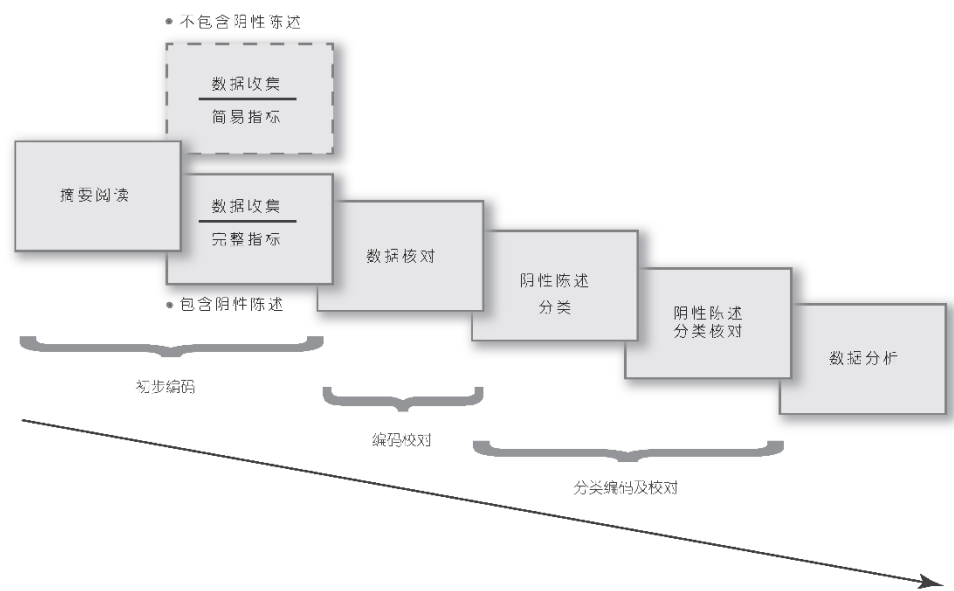 ● 不包含阴性陈述
数据收集
简易指标
摘要阅读
数据收集
完整指标
● 包含阴性陈述
数据核对
阴性陈述
分类
阴性陈述
分类核对
数据分析
初步编码
编码校对
分类编码及校对